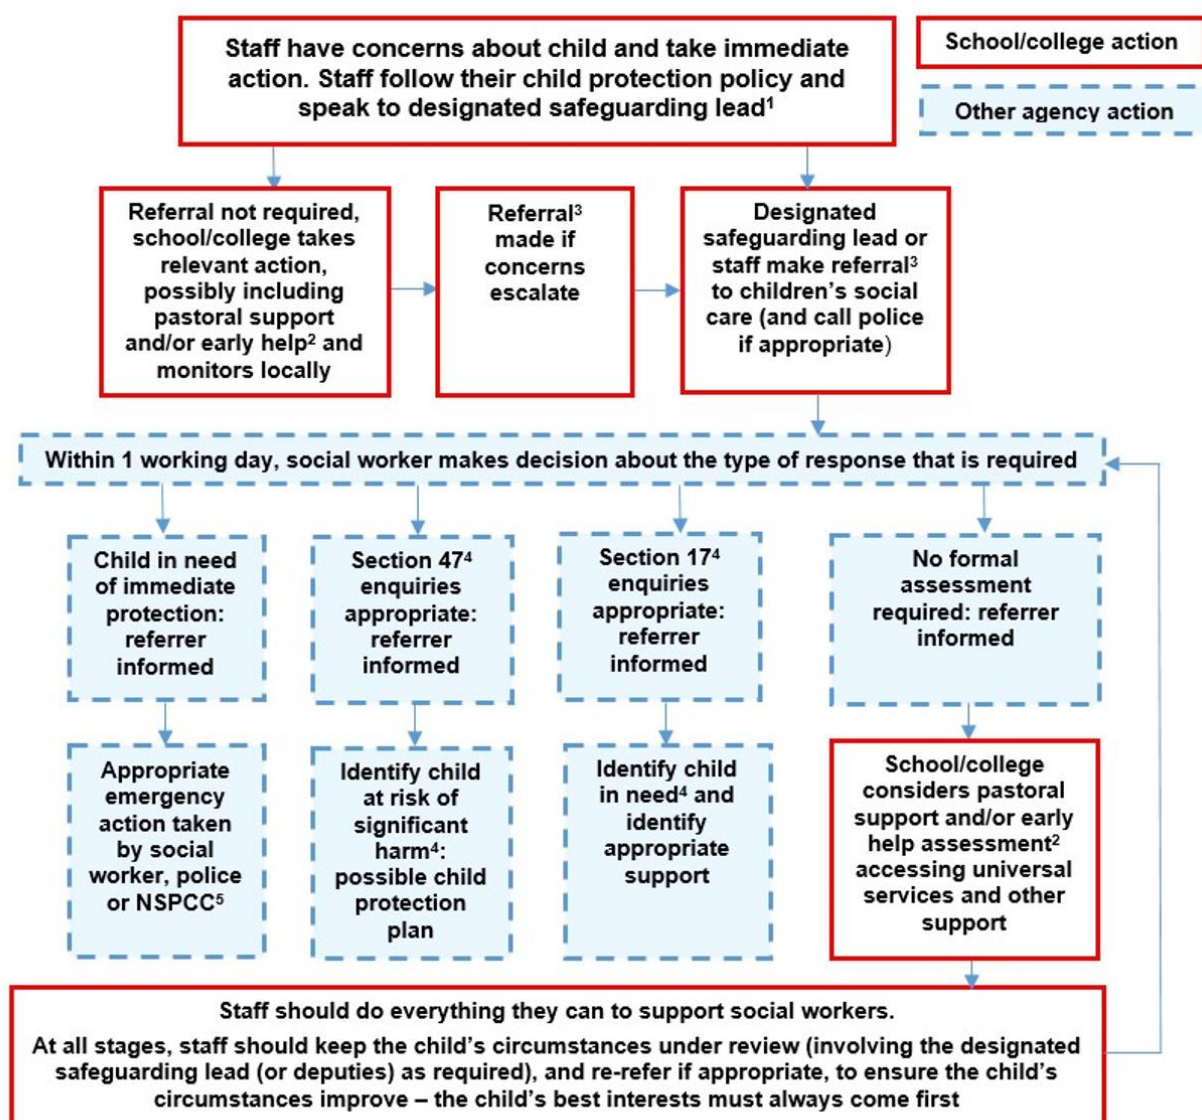 Staff have concerns about child and take immediate
action. Staff follow their child protection policy and
speak to designated safeguarding lead¹
School/college action
Other agency action
Referral not required,
school/college takes
relevant action,
possibly including
pastoral support
and/or early help² and
monitors locally
Referral³
made if
concerns
escalate
Designated
safeguarding lead or
staff make referral³
to children’s social
care (and call police
if appropriate)
Within 1 working day, social worker makes decision about the type of response that is required
Child in need
of immediate
protection:
referrer
informed
Section 47⁴
enquiries
appropriate:
referrer
informed
Section 17⁴
enquiries
appropriate:
referrer
informed
No formal
assessment
required: referrer
informed
Appropriate
emergency
action taken
by social
worker, police
or NSPCC⁵
Identify child
at risk of
significant
harm⁴:
possible child
protection
plan
Identify child
in need⁴ and
identify
appropriate
support
School/college
considers pastoral
support and/or early
help assessment²
accessing universal
services and other
support
Staff should do everything they can to support social workers.
At all stages, staff should keep the child’s circumstances under review (involving the designated
safeguarding lead (or deputies) as required), and re-refer if appropriate, to ensure the child’s
circumstances improve – the child’s best interests must always come first